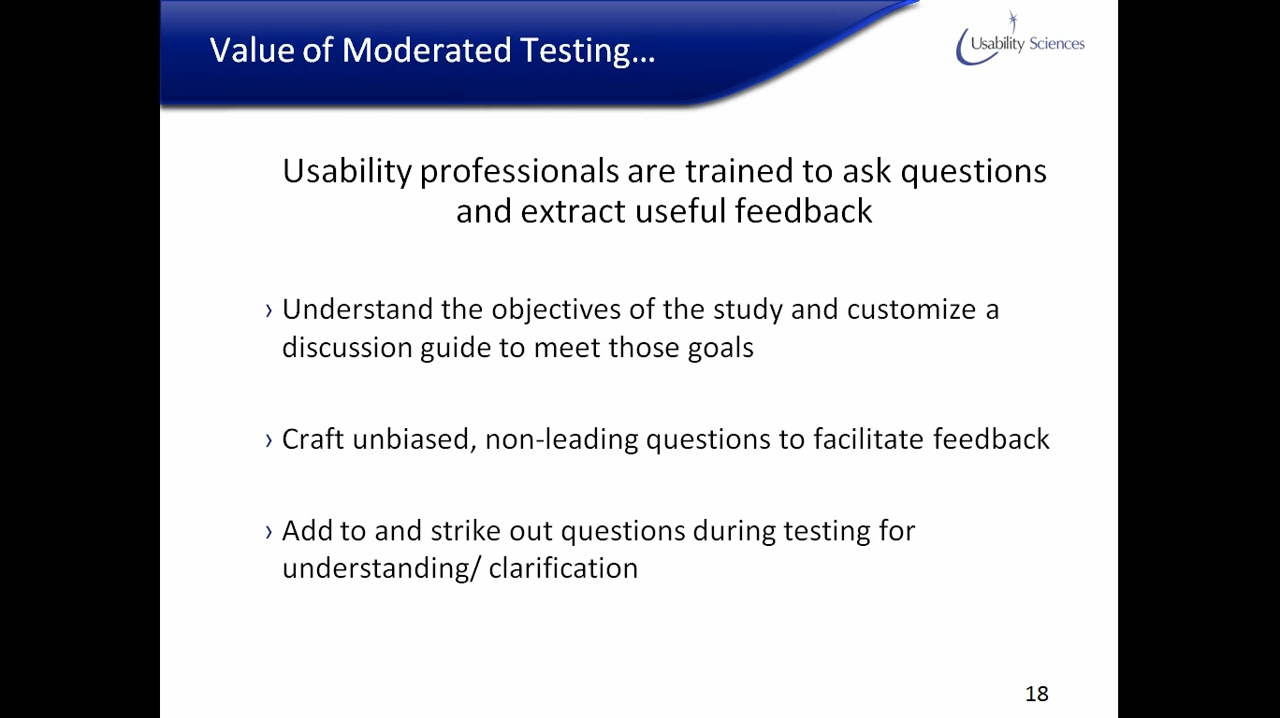 Value of Moderated Testing...
Usability Sciences
Usability professionals are trained to ask questions
and extract useful feedback
› Understand the objectives of the study and customize a
discussion guide to meet those goals
› Craft unbiased, non-leading questions to facilitate feedback
› Add to and strike out questions during testing for
understanding/ clarification
18